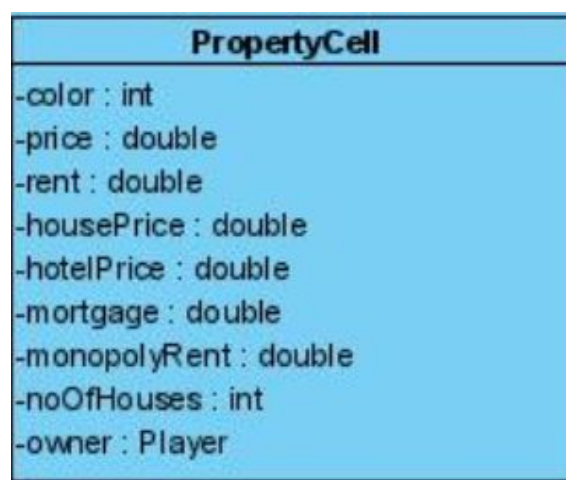 PropertyCell
-color : int
-price : double
-rent : double
-housePrice : double
-hotelPrice : double
-mortgage : double
-monopolyRent : double
-noOfHouses : int
-owner : Player